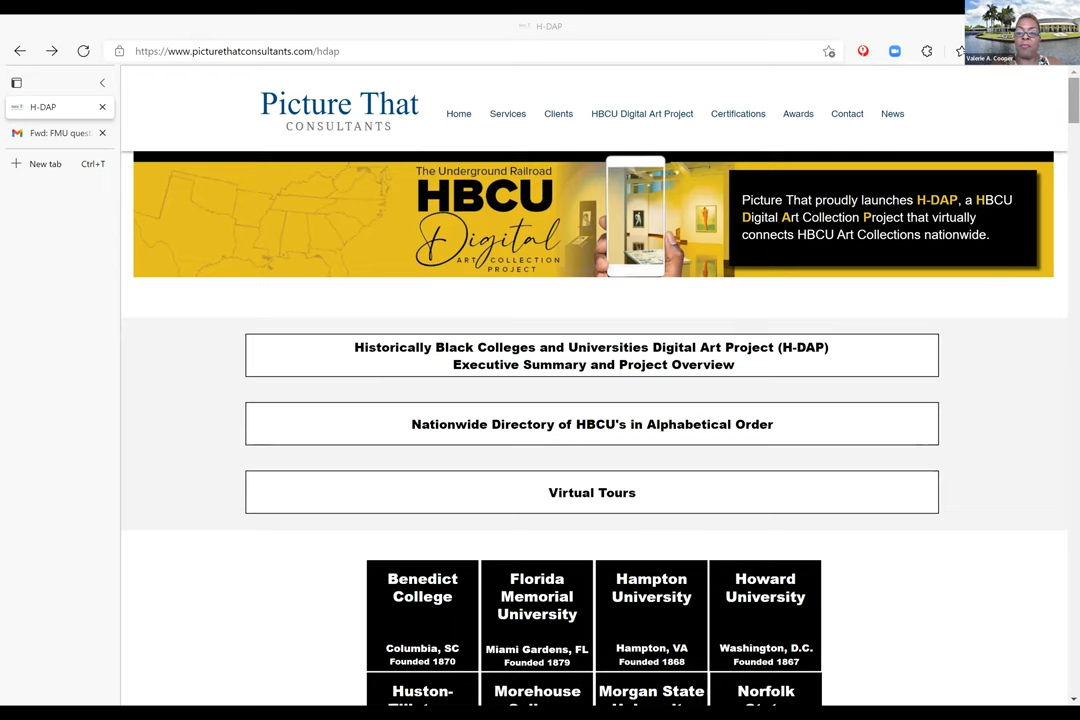 H-DAP
https://www.picturethatconsultants.com/hdap
Valerie A. Cooper
H-DAP
Fwd: FMU quest
New tab Ctrl+T
Picture That
CONSULTANTS
Home Services Clients HBCU Digital Art Project Certifications Awards Contact News
The Underground Railroad
HBCU
Digital
ART COLLECTION
PROJECT
Picture That proudly launches H-DAP, a HBCU
Digital Art Collection Project that virtually
connects HBCU Art Collections nationwide.
Historically Black Colleges and Universities Digital Art Project (H-DAP)
Executive Summary and Project Overview
Nationwide Directory of HBCU's in Alphabetical Order
Virtual Tours
Benedict
College
Columbia, SC
Founded 1870
Florida
Memorial
University
Miami Gardens, FL
Founded 1879
Hampton
University
Hampton, VA
Founded 1868
Howard
University
Washington, D.C.
Founded 1867
Huston-
Morehouse
Morgan State
Norfolk